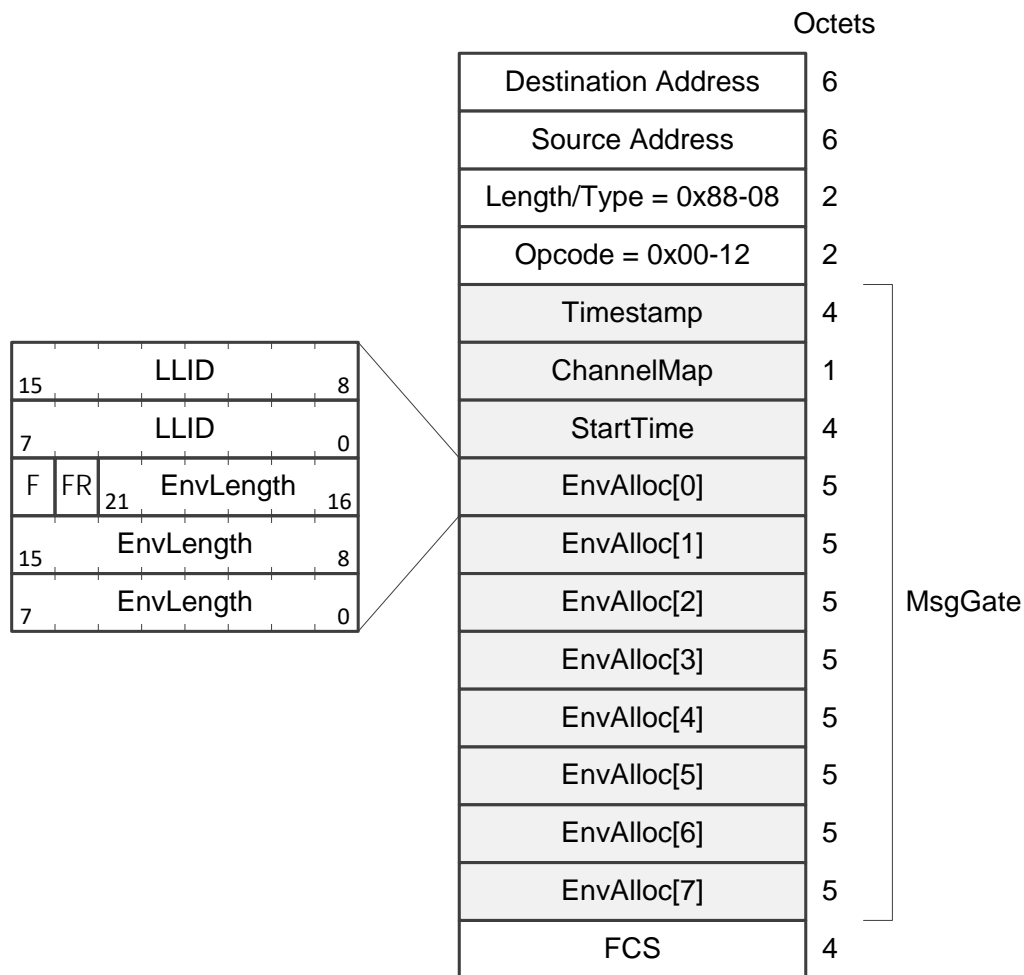 Octets
Destination Address 6
Source Address 6
Length/Type = 0x88-08 2
Opcode = 0x00-12 2
Timestamp 4
ChannelMap 1
StartTime 4
EnvAlloc[0] 5
EnvAlloc[1] 5
EnvAlloc[2] 5
EnvAlloc[3] 5
EnvAlloc[4] 5
EnvAlloc[5] 5
EnvAlloc[6] 5
EnvAlloc[7] 5
FCS 4
MsgGate
15 LLID 8
7 LLID 0
F FR 21 EnvLength 16
15 EnvLength 8
7 EnvLength 0